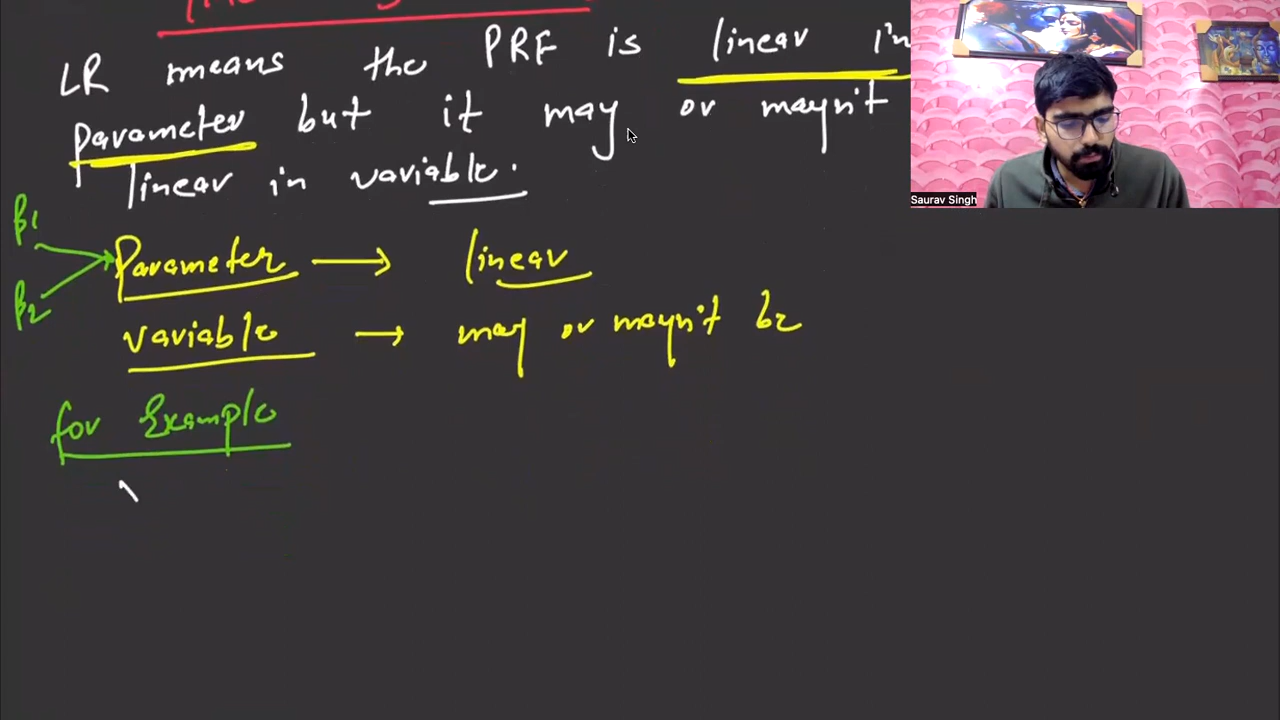 LR means the PRF is linear in
parameter but it may or mayn't
linear in variable.
β1
Parameter → linear
β2
variable → may or mayn't be
for Example
Saurav Singh